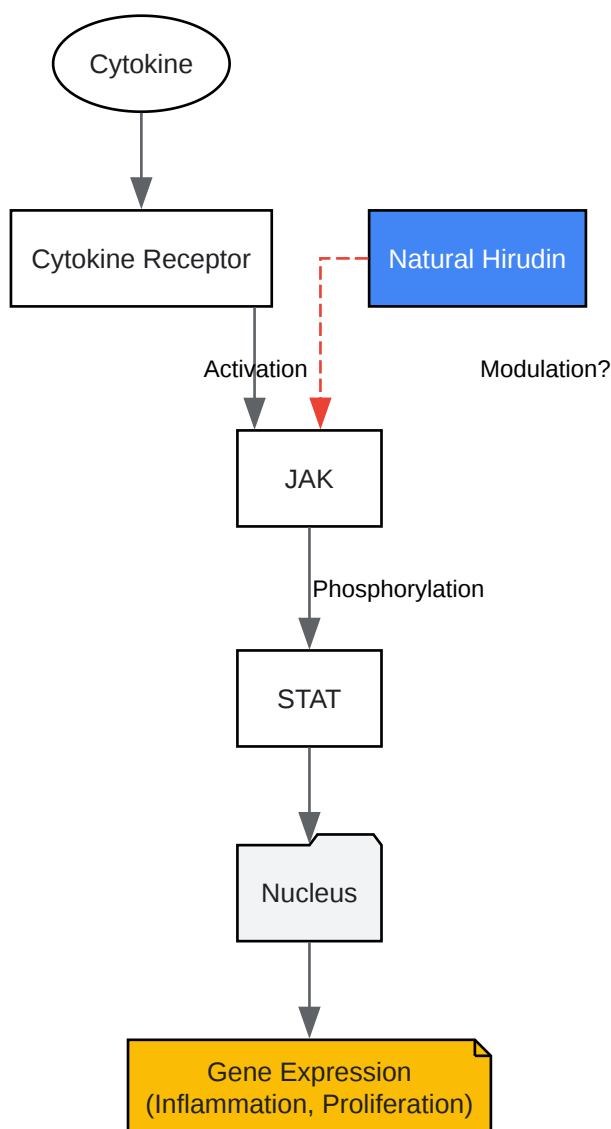 Cytokine
Cytokine Receptor
Natural Hirudin
Activation
Modulation?
JAK
Phosphorylation
STAT
Nucleus
Gene Expression
(Inflammation, Proliferation)